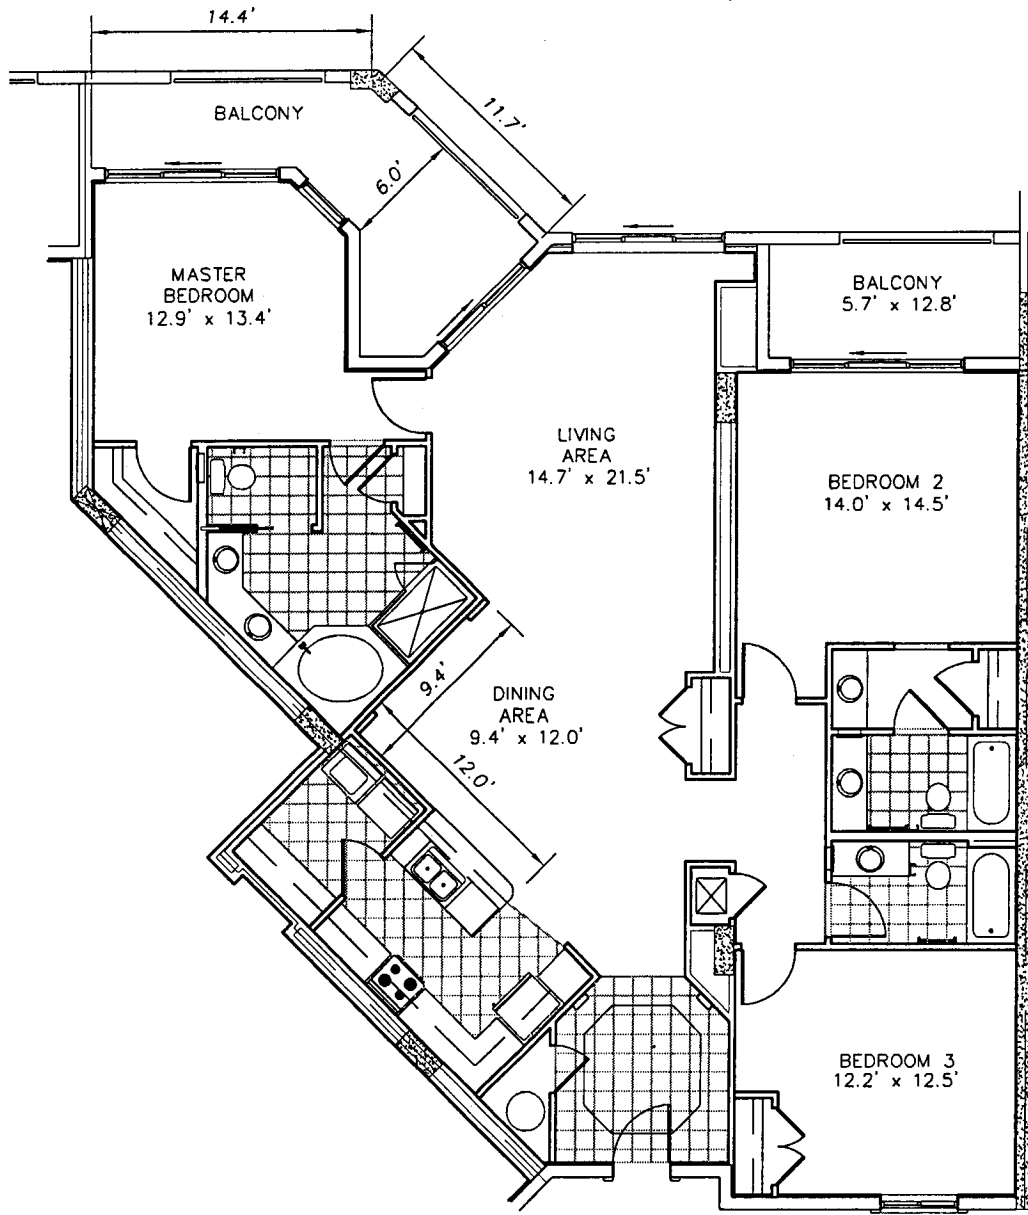 14.4'
11.7'
BALCONY
6.0'
MASTER
BEDROOM
12.9' x 13.4'
BALCONY
5.7' x 12.8'
LIVING
AREA
14.7' x 21.5'
BEDROOM 2
14.0' x 14.5'
9.4'
DINING
AREA
9.4' x 12.0'
12.0'
BEDROOM 3
12.2' x 12.5'